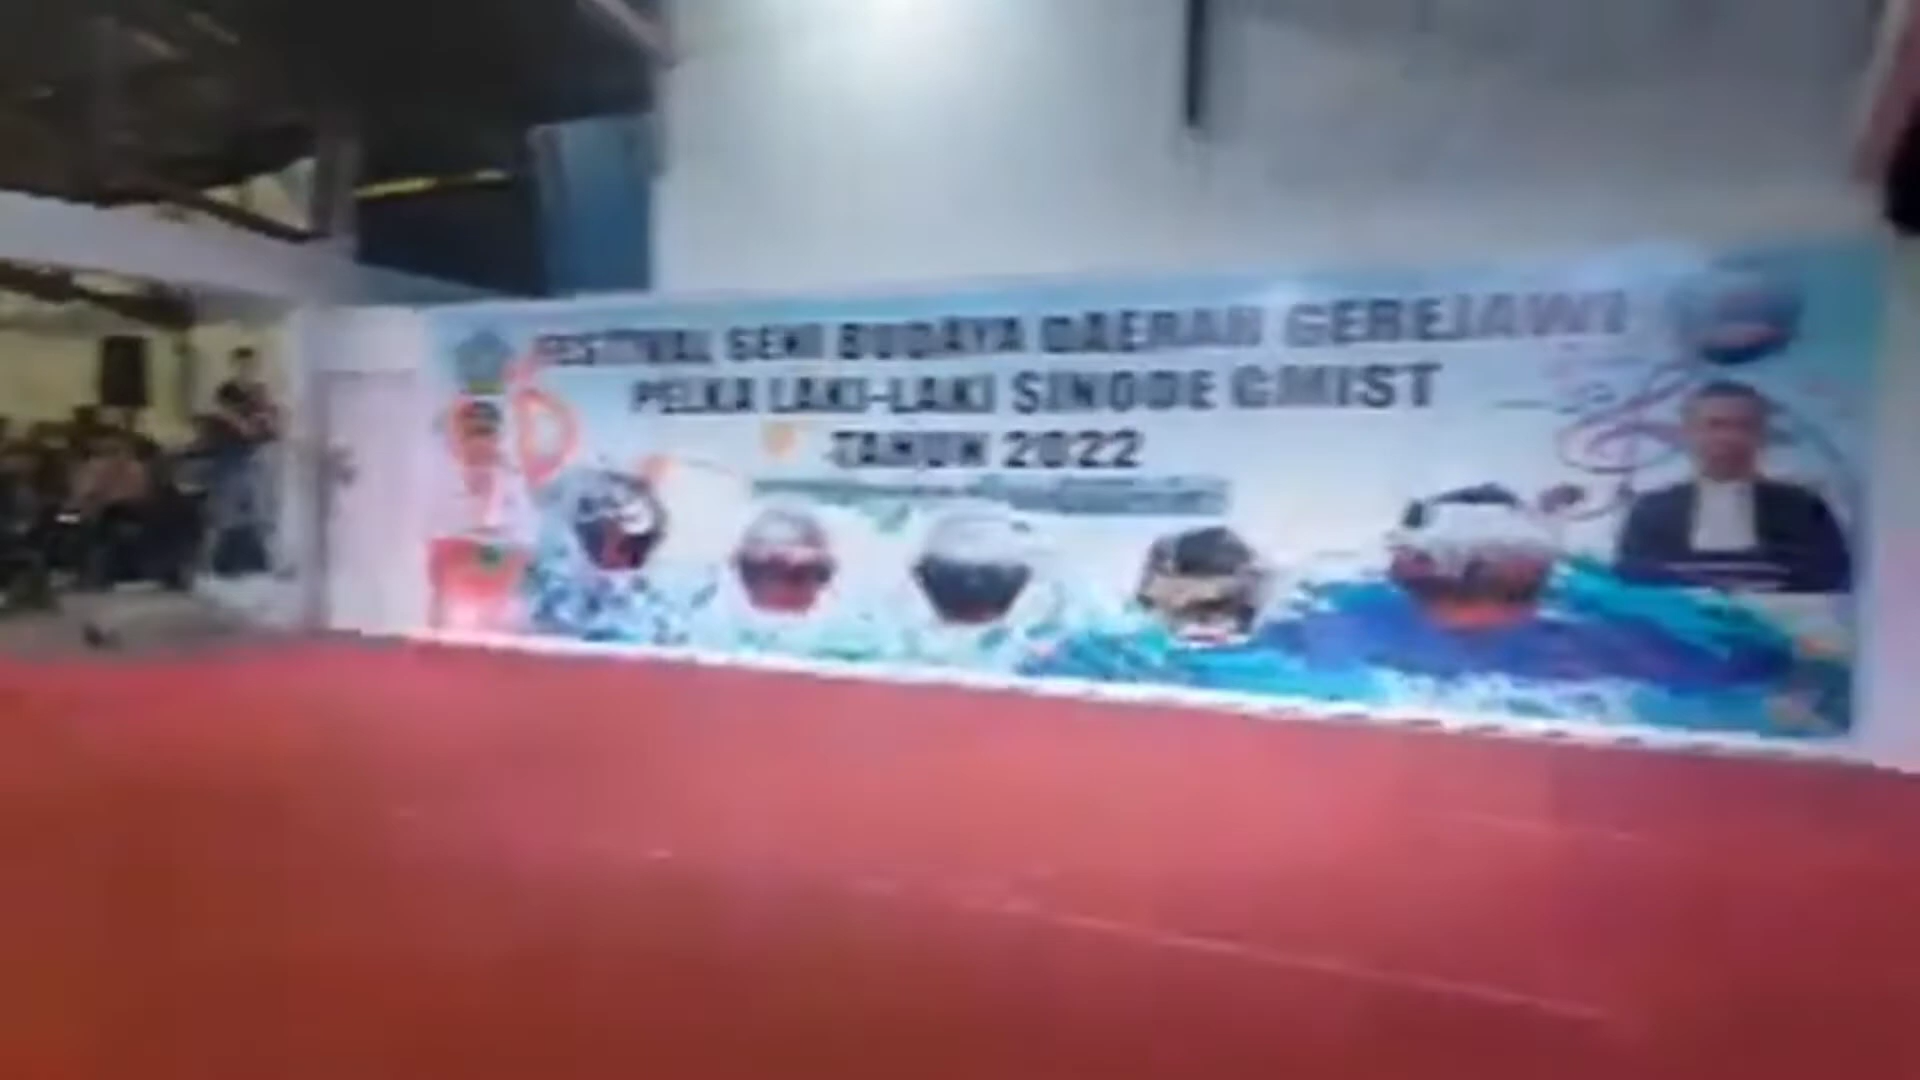 FESTIVAL SENI BUDAYA DAERAH GEREJAWI
PELKA LAKI-LAKI SINODE GMIST
TAHUN 2022